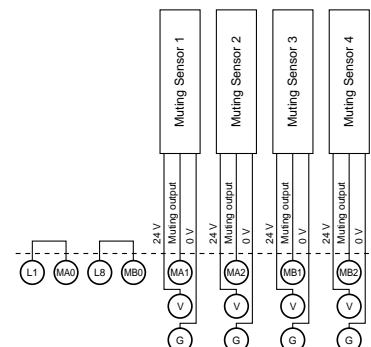 Muting Sensor 1
Muting Sensor 2
Muting Sensor 3
Muting Sensor 4
24 V
Muting output
0 V
24 V
Muting output
0 V
24 V
Muting output
0 V
24 V
Muting output
0 V
L1
MA0
L8
MB0
MA1
MA2
MB1
MB2
V
V
V
V
G
G
G
G